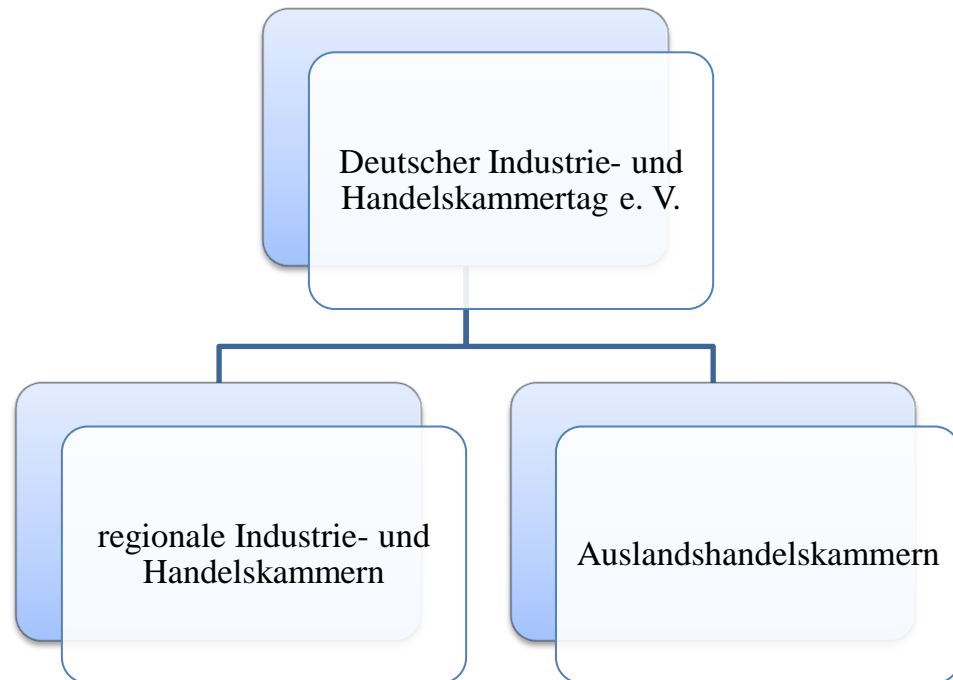 Deutscher Industrie- und
Handelskammertag e. V.
regionale Industrie- und
Handelskammern
Auslandshandelskammern